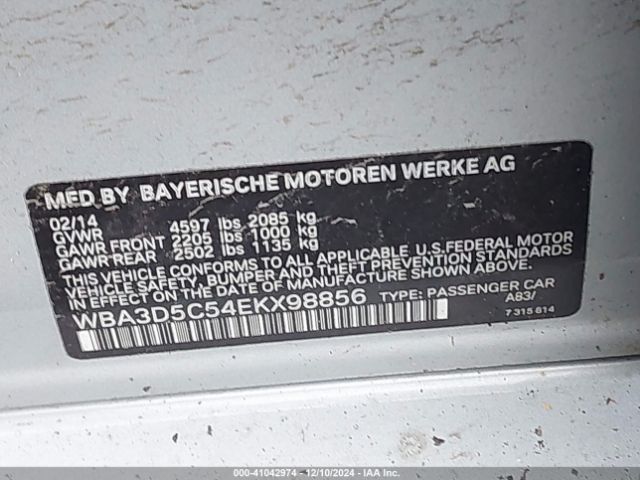 MFD BY BAYERISCHE MOTOREN WERKE AG
02/14
GVWR 4597 lbs 2085 kg
GAWR FRONT 2205 lbs 1000 kg
GAWR REAR 2502 lbs 1135 kg
THIS VEHICLE CONFORMS TO ALL APPLICABLE U.S.FEDERAL MOTOR
VEHICLE SAFETY, BUMPER AND THEFT PREVENTION STANDARDS
IN EFFECT ON THE DATE OF MANUFACTURE SHOWN ABOVE.
WBA3D5C54EKX98856 TYPE: PASSENGER CAR
A83/
7 315 614
000-41042974 - 12/10/2024 - IAA Inc.